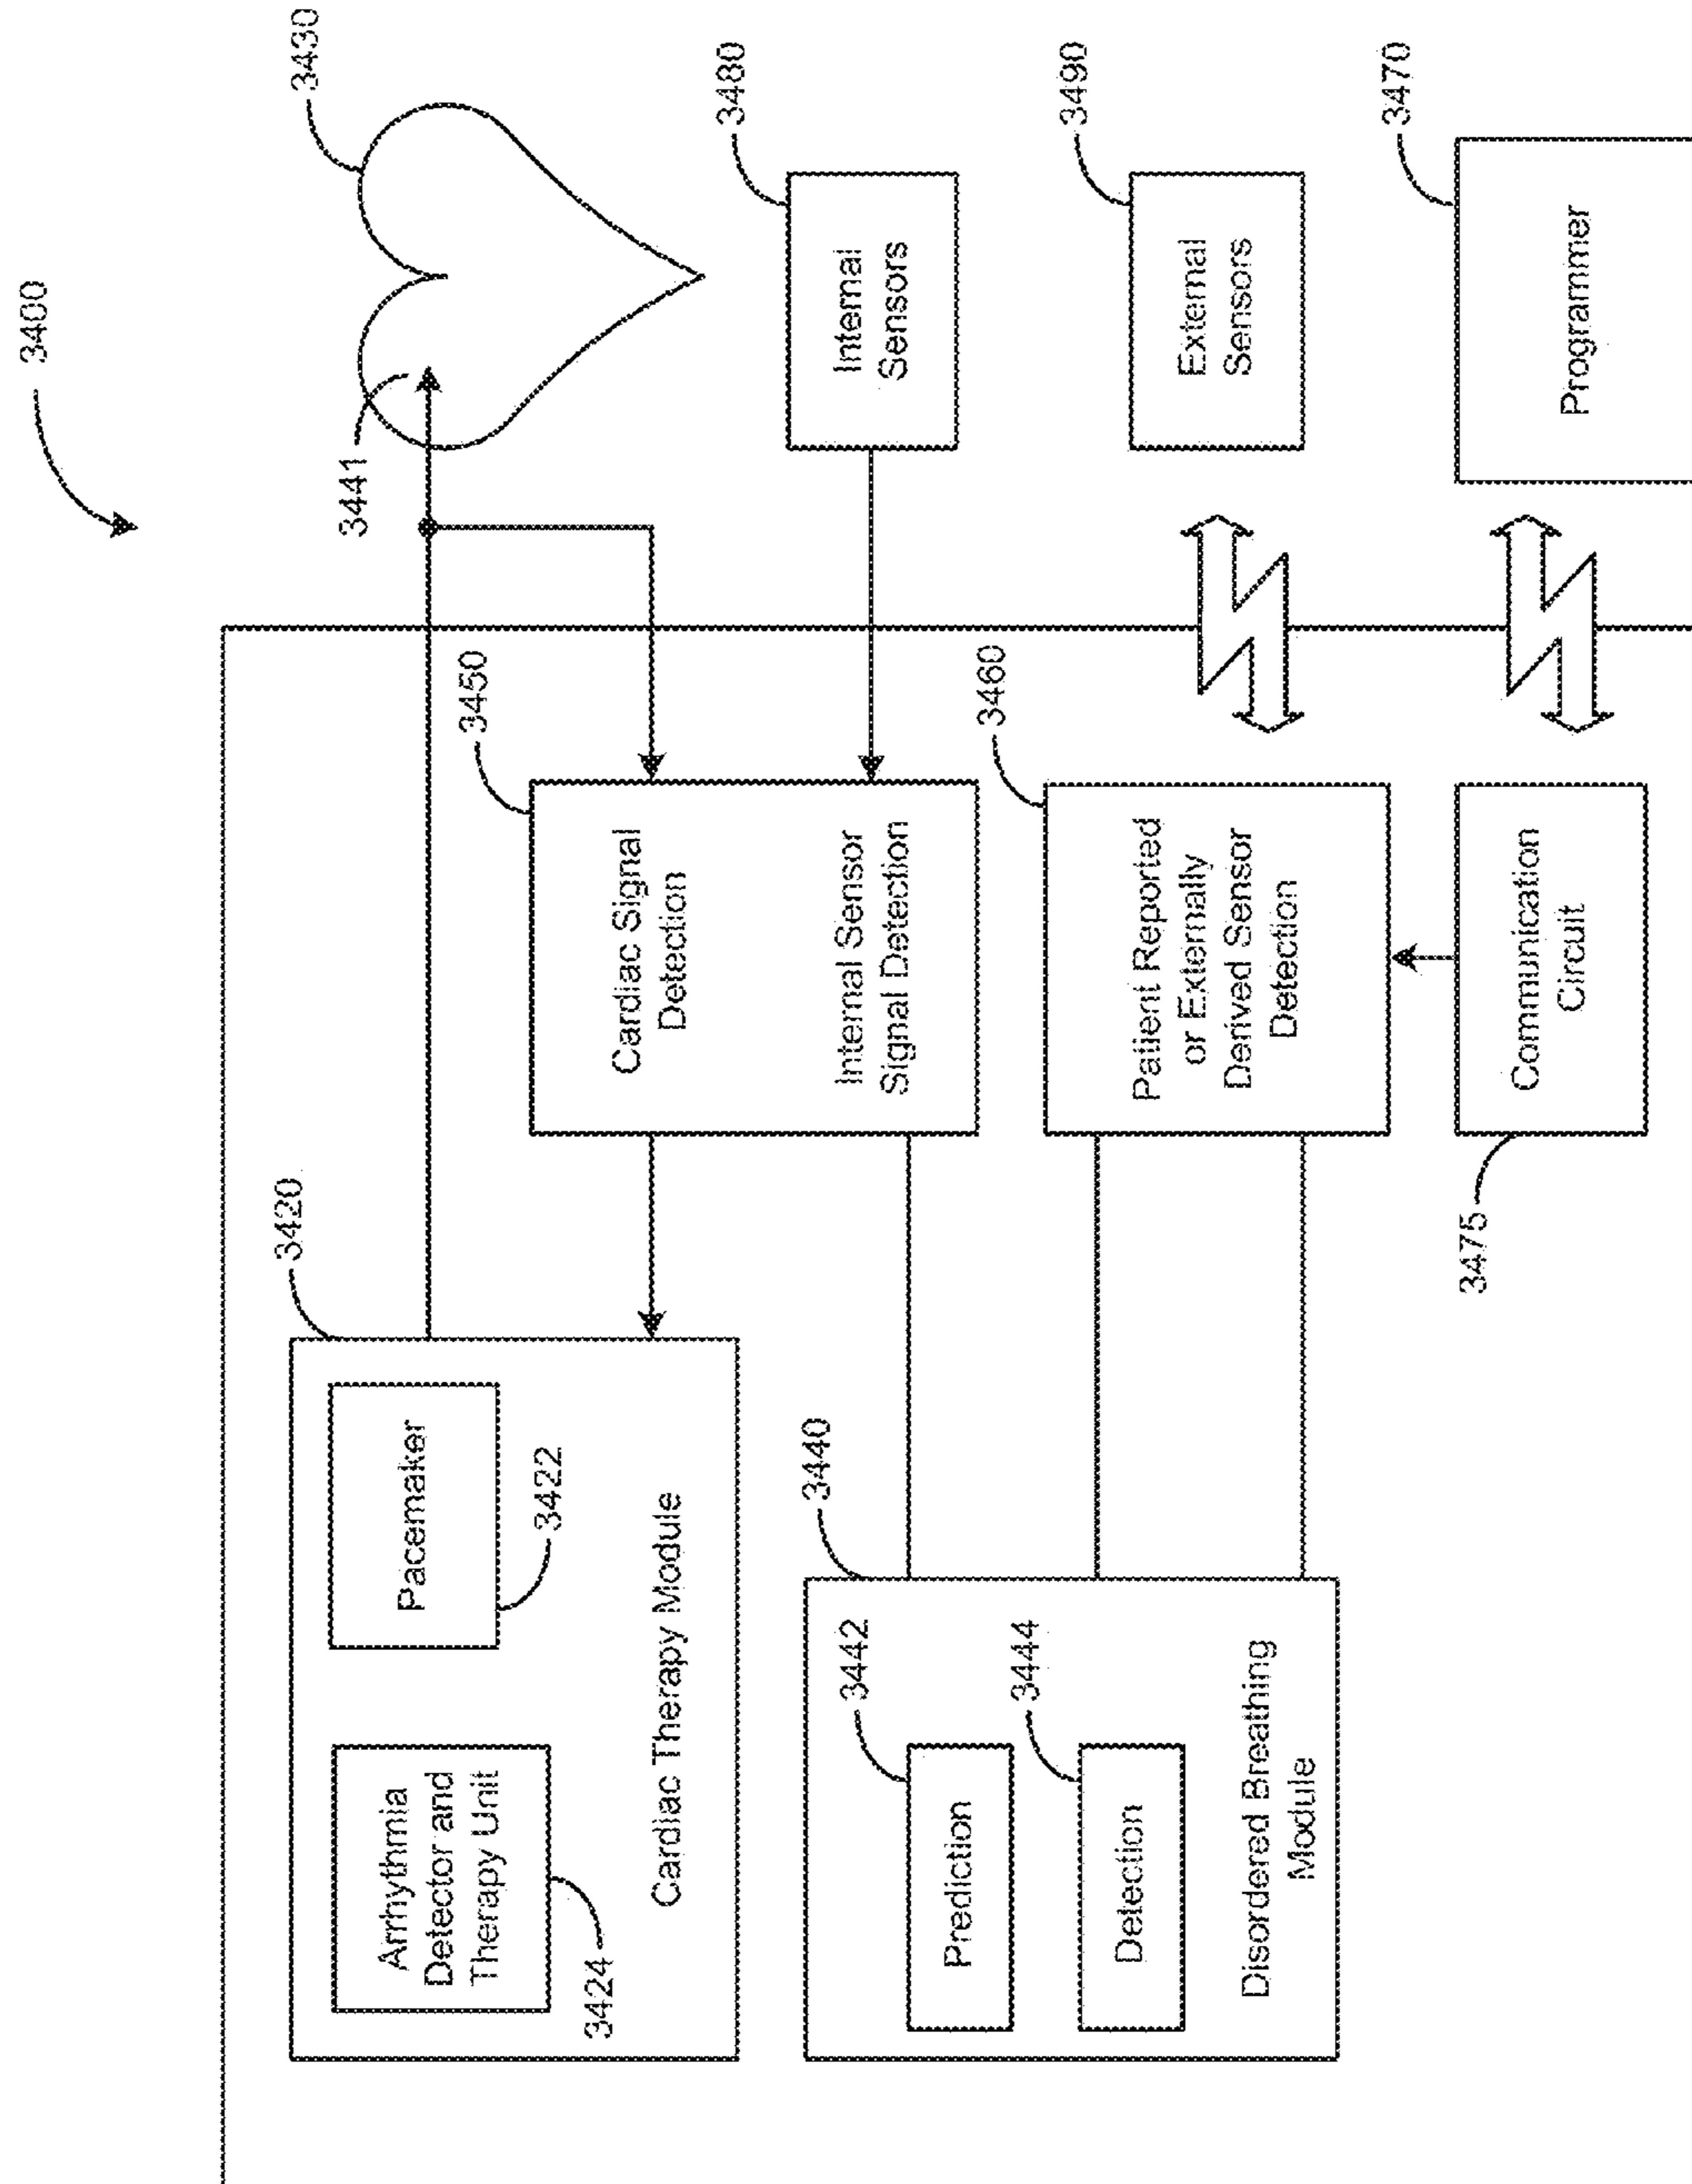 3400
3430
3441
3420
Arrhythmia
Detector and
Therapy Unit
3424
Pacemaker
3422
Cardiac Therapy Module
3450
Cardiac Signal
Detection
Internal Sensor
Signal Detection
3480
Internal
Sensors
3440
Prediction
3442
Detection
3444
Disordered Breathing
Module
3460
Patient Reported
or Externally
Derived Sensor
Detection
3490
External
Sensors
Communication
Circuit
3475
3470
Programmer